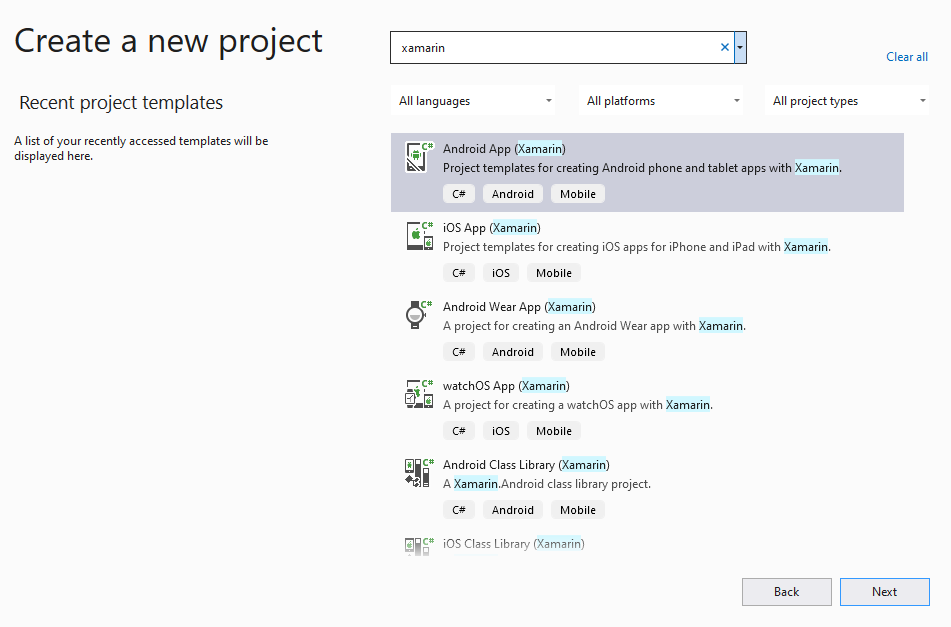 Create a new project
xamarin
Clear all
Recent project templates
A list of your recently accessed templates will be
displayed here.
All languages
All platforms
All project types
C#
Android App (Xamarin)
Project templates for creating Android phone and tablet apps with Xamarin.
C# Android Mobile
C#
iOS App (Xamarin)
Project templates for creating iOS apps for iPhone and iPad with Xamarin.
C# iOS Mobile
C#
Android Wear App (Xamarin)
A project for creating an Android Wear app with Xamarin.
C# Android Mobile
C#
watchOS App (Xamarin)
A project for creating a watchOS app with Xamarin.
C# iOS Mobile
C#
Android Class Library (Xamarin)
A Xamarin.Android class library project.
C# Android Mobile
C#
iOS Class Library (Xamarin)
Back
Next